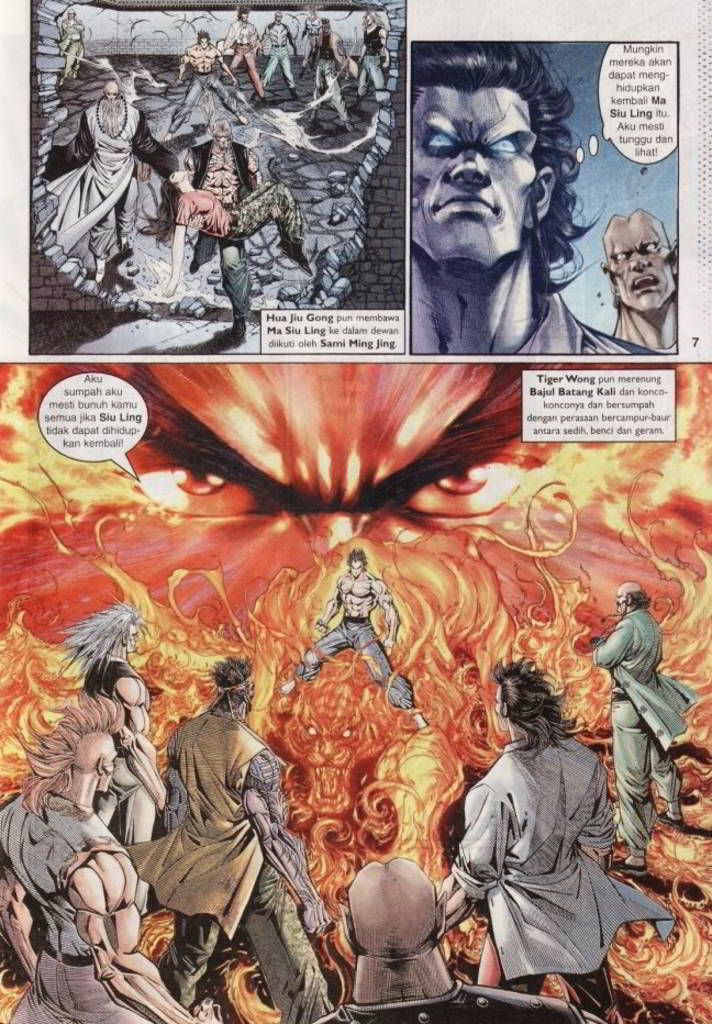 Hua Jiu Gong pun membawa
Ma Siu Ling ke dalam dewan
diikuti oleh Sami Ming Jing.
Mungkin
mereka akan
dapat meng-
hidupkan
kembali Ma
Siu Ling itu.
Aku mesti
tunggu dan
lihat!
7
Aku
sumpah aku
mesti bunuh kamu
semua jika Siu Ling
tidak dapat dihidup-
kan kembali!
Tiger Wong pun merenung
Bajul Batang Kali dan konco-
konconya dan bersumpah
dengan perasaan bercampur-baur
antara sedih, benci dan geram.